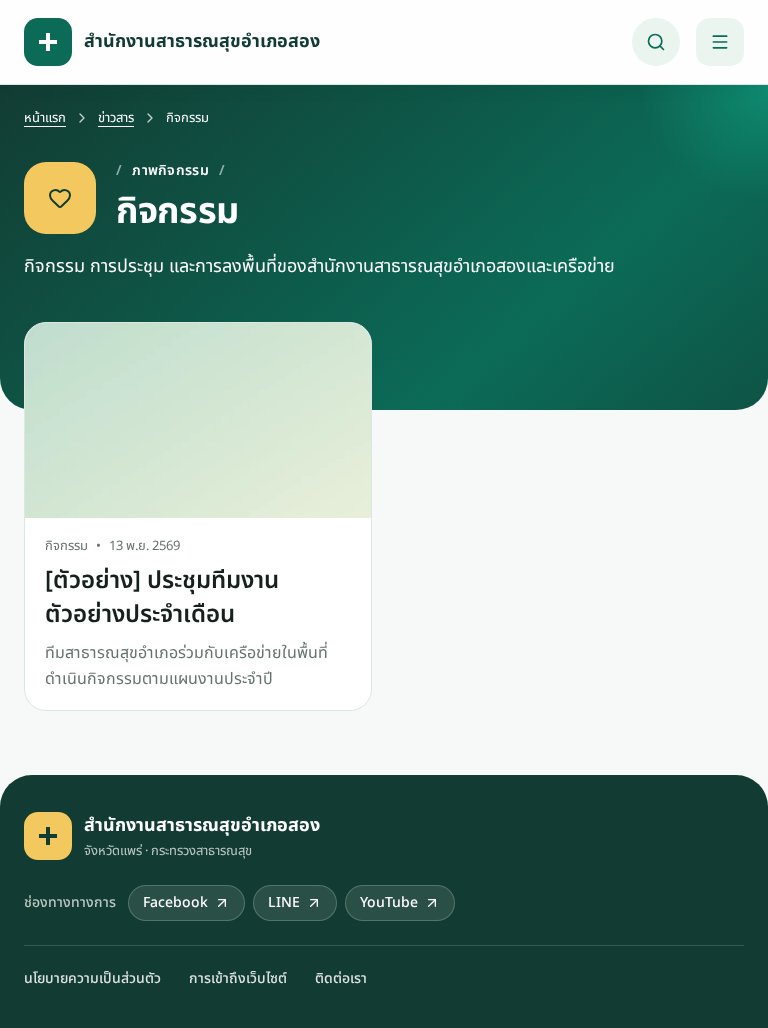 สำนักงานสาธารณสุขอำเภอสอง
หน้าแรก > ข่าวสาร > กิจกรรม
/ ภาพกิจกรรม /
กิจกรรม
กิจกรรม การประชุม และการลงพื้นที่ของสำนักงานสาธารณสุขอำเภอสองและเครือข่าย
กิจกรรม • 13 พ.ย. 2569
[ตัวอย่าง] ประชุมทีมงาน
ตัวอย่างประจำเดือน
ทีมสาธารณสุขอำเภอร่วมกับเครือข่ายในพื้นที่
ดำเนินกิจกรรมตามแผนงานประจำปี
สำนักงานสาธารณสุขอำเภอสอง
จังหวัดแพร่ · กระทรวงสาธารณสุข
ช่องทางทางการ Facebook LINE YouTube
นโยบายความเป็นส่วนตัว การเข้าถึงเว็บไซต์ ติดต่อเรา